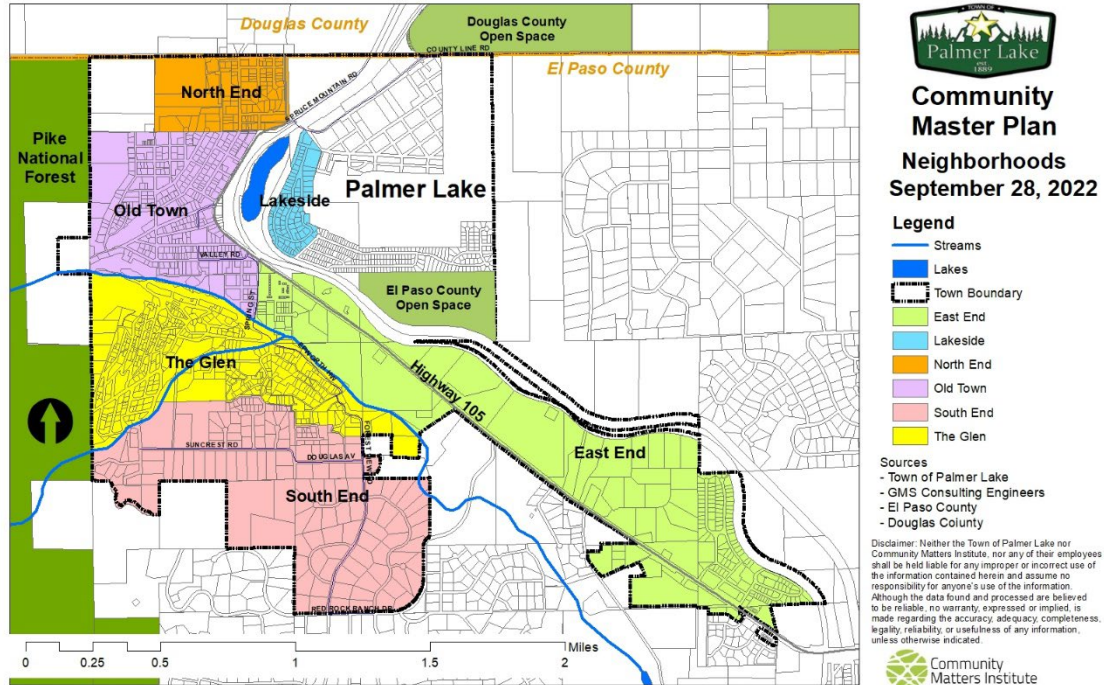 Douglas County
Douglas County
Open Space
COUNTY LINE RD
El Paso County
North End
SPRUCE MOUNTAIN RD
Pike
National
Forest
Palmer Lake
Lakeside
Old Town
VALLEY RD
El Paso County
Open Space
SPRING ST
The Glen
Highway 105
SUNCREST RD
DOUGLAS AV
East End
South End
RED ROCK RANCH DR
0 0.25 0.5 1 1.5 2 Miles
TOWN OF
Palmer Lake
est
1889
Community
Master Plan
Neighborhoods
September 28, 2022
Legend
Streams
Lakes
Town Boundary
East End
Lakeside
North End
Old Town
South End
The Glen
Sources
- Town of Palmer Lake
- GMS Consulting Engineers
- El Paso County
- Douglas Coliunty
Disclaimer: Neither the Town of Palmer Lake nor
Community Matters Institute, nor any of their employees
shall be held liable for any improper or incorrect use of
the information contained herein and assume no
responsibility for anyone's use of the information.
Although the data found and processed are believed
to be reliable, no warranty, expressed or implied, is
made regarding the accuracy, adequacy, completeness,
legality, reliability, or usefulness of any information,
unless otherwise indicated.
Community
Matters Institute